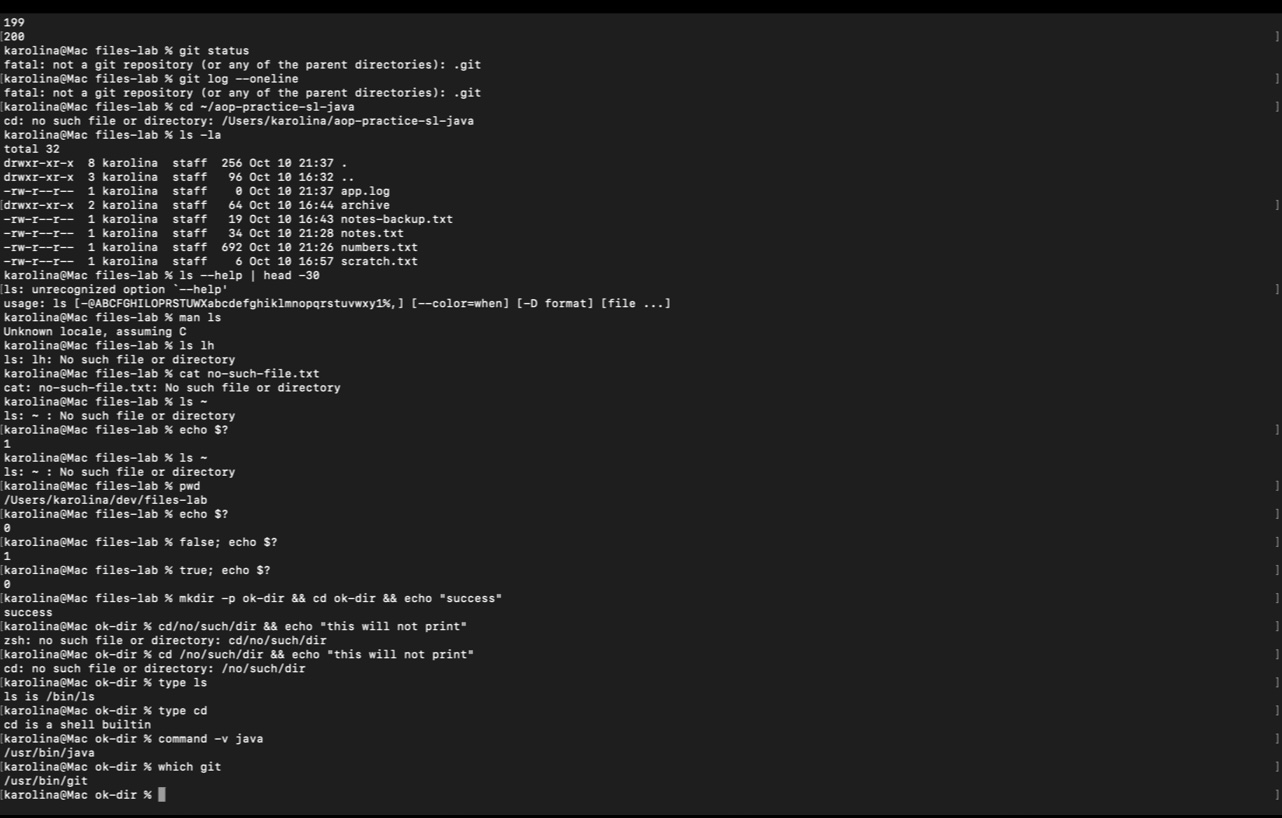 199
[200 ]
karolina@Mac files-lab % git status
fatal: not a git repository (or any of the parent directories): .git
[karolina@Mac files-lab % git log --oneline ]
fatal: not a git repository (or any of the parent directories): .git
[karolina@Mac files-lab % cd ~/aop-practice-sl-java ]
cd: no such file or directory: /Users/karolina/aop-practice-sl-java
karolina@Mac files-lab % ls -la
total 32
drwxr-xr-x  8 karolina  staff  256 Oct 10 21:37 .
drwxr-xr-x  3 karolina  staff   96 Oct 10 16:32 ..
-rw-r--r--  1 karolina  staff    0 Oct 10 21:37 app.log
[drwxr-xr-x  2 karolina  staff   64 Oct 10 16:44 archive ]
-rw-r--r--  1 karolina  staff   19 Oct 10 16:43 notes-backup.txt
-rw-r--r--  1 karolina  staff   34 Oct 10 21:28 notes.txt
-rw-r--r--  1 karolina  staff  692 Oct 10 21:26 numbers.txt
-rw-r--r--  1 karolina  staff    6 Oct 10 16:57 scratch.txt
karolina@Mac files-lab % ls --help | head -30
[ls: unrecognized option `--help' ]
usage: ls [-@ABCFGHILOPRSTUWXabcdefghiklmnopqrstuvwxy1%,] [--color=when] [-D format] [file ...]
karolina@Mac files-lab % man ls
Unknown locale, assuming C
karolina@Mac files-lab % ls lh
ls: lh: No such file or directory
karolina@Mac files-lab % cat no-such-file.txt
cat: no-such-file.txt: No such file or directory
karolina@Mac files-lab % ls ~
ls: ~ : No such file or directory
[karolina@Mac files-lab % echo $? ]
1
karolina@Mac files-lab % ls ~
ls: ~ : No such file or directory
[karolina@Mac files-lab % pwd ]
/Users/karolina/dev/files-lab
[karolina@Mac files-lab % echo $? ]
0
[karolina@Mac files-lab % false; echo $? ]
1
[karolina@Mac files-lab % true; echo $? ]
0
[karolina@Mac files-lab % mkdir -p ok-dir && cd ok-dir && echo "success" ]
success
[karolina@Mac ok-dir % cd/no/such/dir && echo "this will not print" ]
zsh: no such file or directory: cd/no/such/dir
[karolina@Mac ok-dir % cd /no/such/dir && echo "this will not print" ]
cd: no such file or directory: /no/such/dir
[karolina@Mac ok-dir % type ls ]
ls is /bin/ls
[karolina@Mac ok-dir % type cd ]
cd is a shell builtin
[karolina@Mac ok-dir % command -v java ]
/usr/bin/java
[karolina@Mac ok-dir % which git ]
/usr/bin/git
[karolina@Mac ok-dir % ]